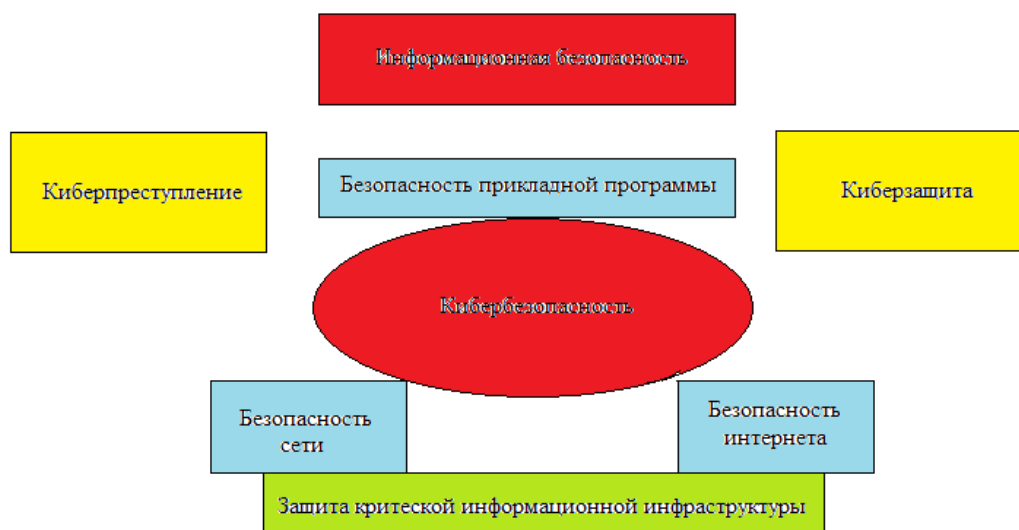 Информационная безопасность
Киберпреступление
Безопасность прикладной программы
Киберзащита
Кибербезопасность
Безопасность
сети
Безопасность
интернета
Защита критеской информационной инфраструктуры